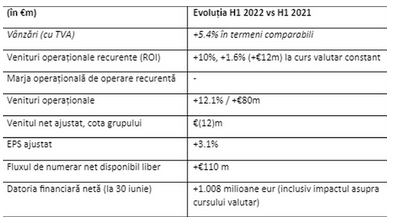 (în €m) Evoluția H1 2022 vs H1 2021
Vânzări (cu TVA) +5.4% în termeni comparabili
Venituri operaționale recurente (ROI) +10%, +1.6% (+€12m) la curs valutar constant
Marja operațională de operare recurentă -
Venituri operaționale +12.1% / +€80m
Venitul net ajustat, cota grupului €(12)m
EPS ajustat +3.1%
Fluxul de numerar net disponibil liber +€110 m
Datoria financiară netă (la 30 iunie) +1.008 milioane eur (inclusiv impactul asupra
cursului valutar)